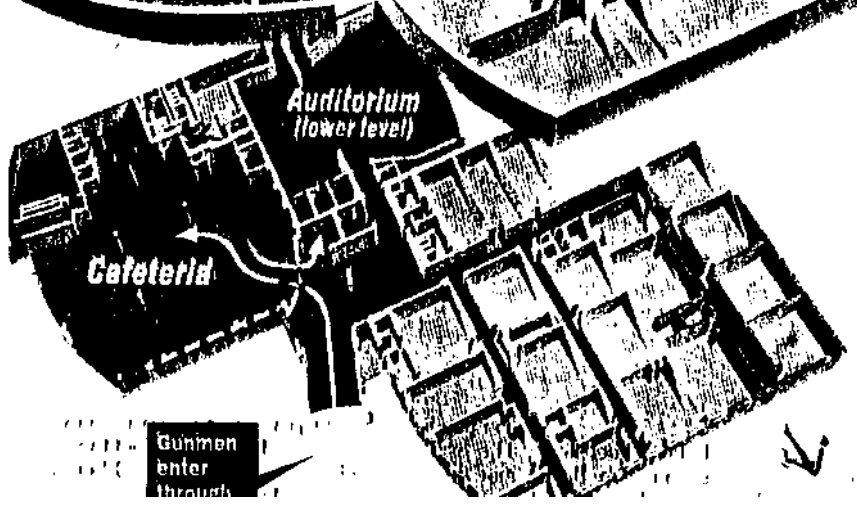 Auditorium
(lower level)
Cafeteria
Gunmen
enter
through